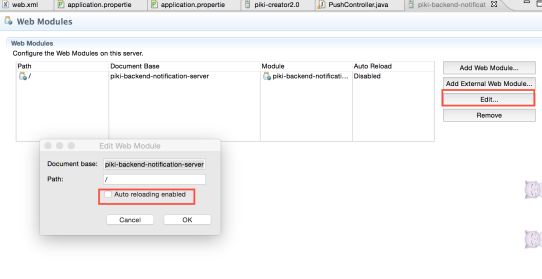 web.xml application.propertie application.propertie piki-creator2.0 PushController.java piki-backend-notificat
Web Modules
Web Modules
Configure the Web Modules on this server.
Path Document Base Module Auto Reload
/ piki-backend-notification-server piki-backend-notificati... Disabled
Add Web Module...
Add External Web Module...
Edit...
Remove
Edit Web Module
Document base: piki-backend-notification-server
Path: /
Auto reloading enabled
Cancel OK